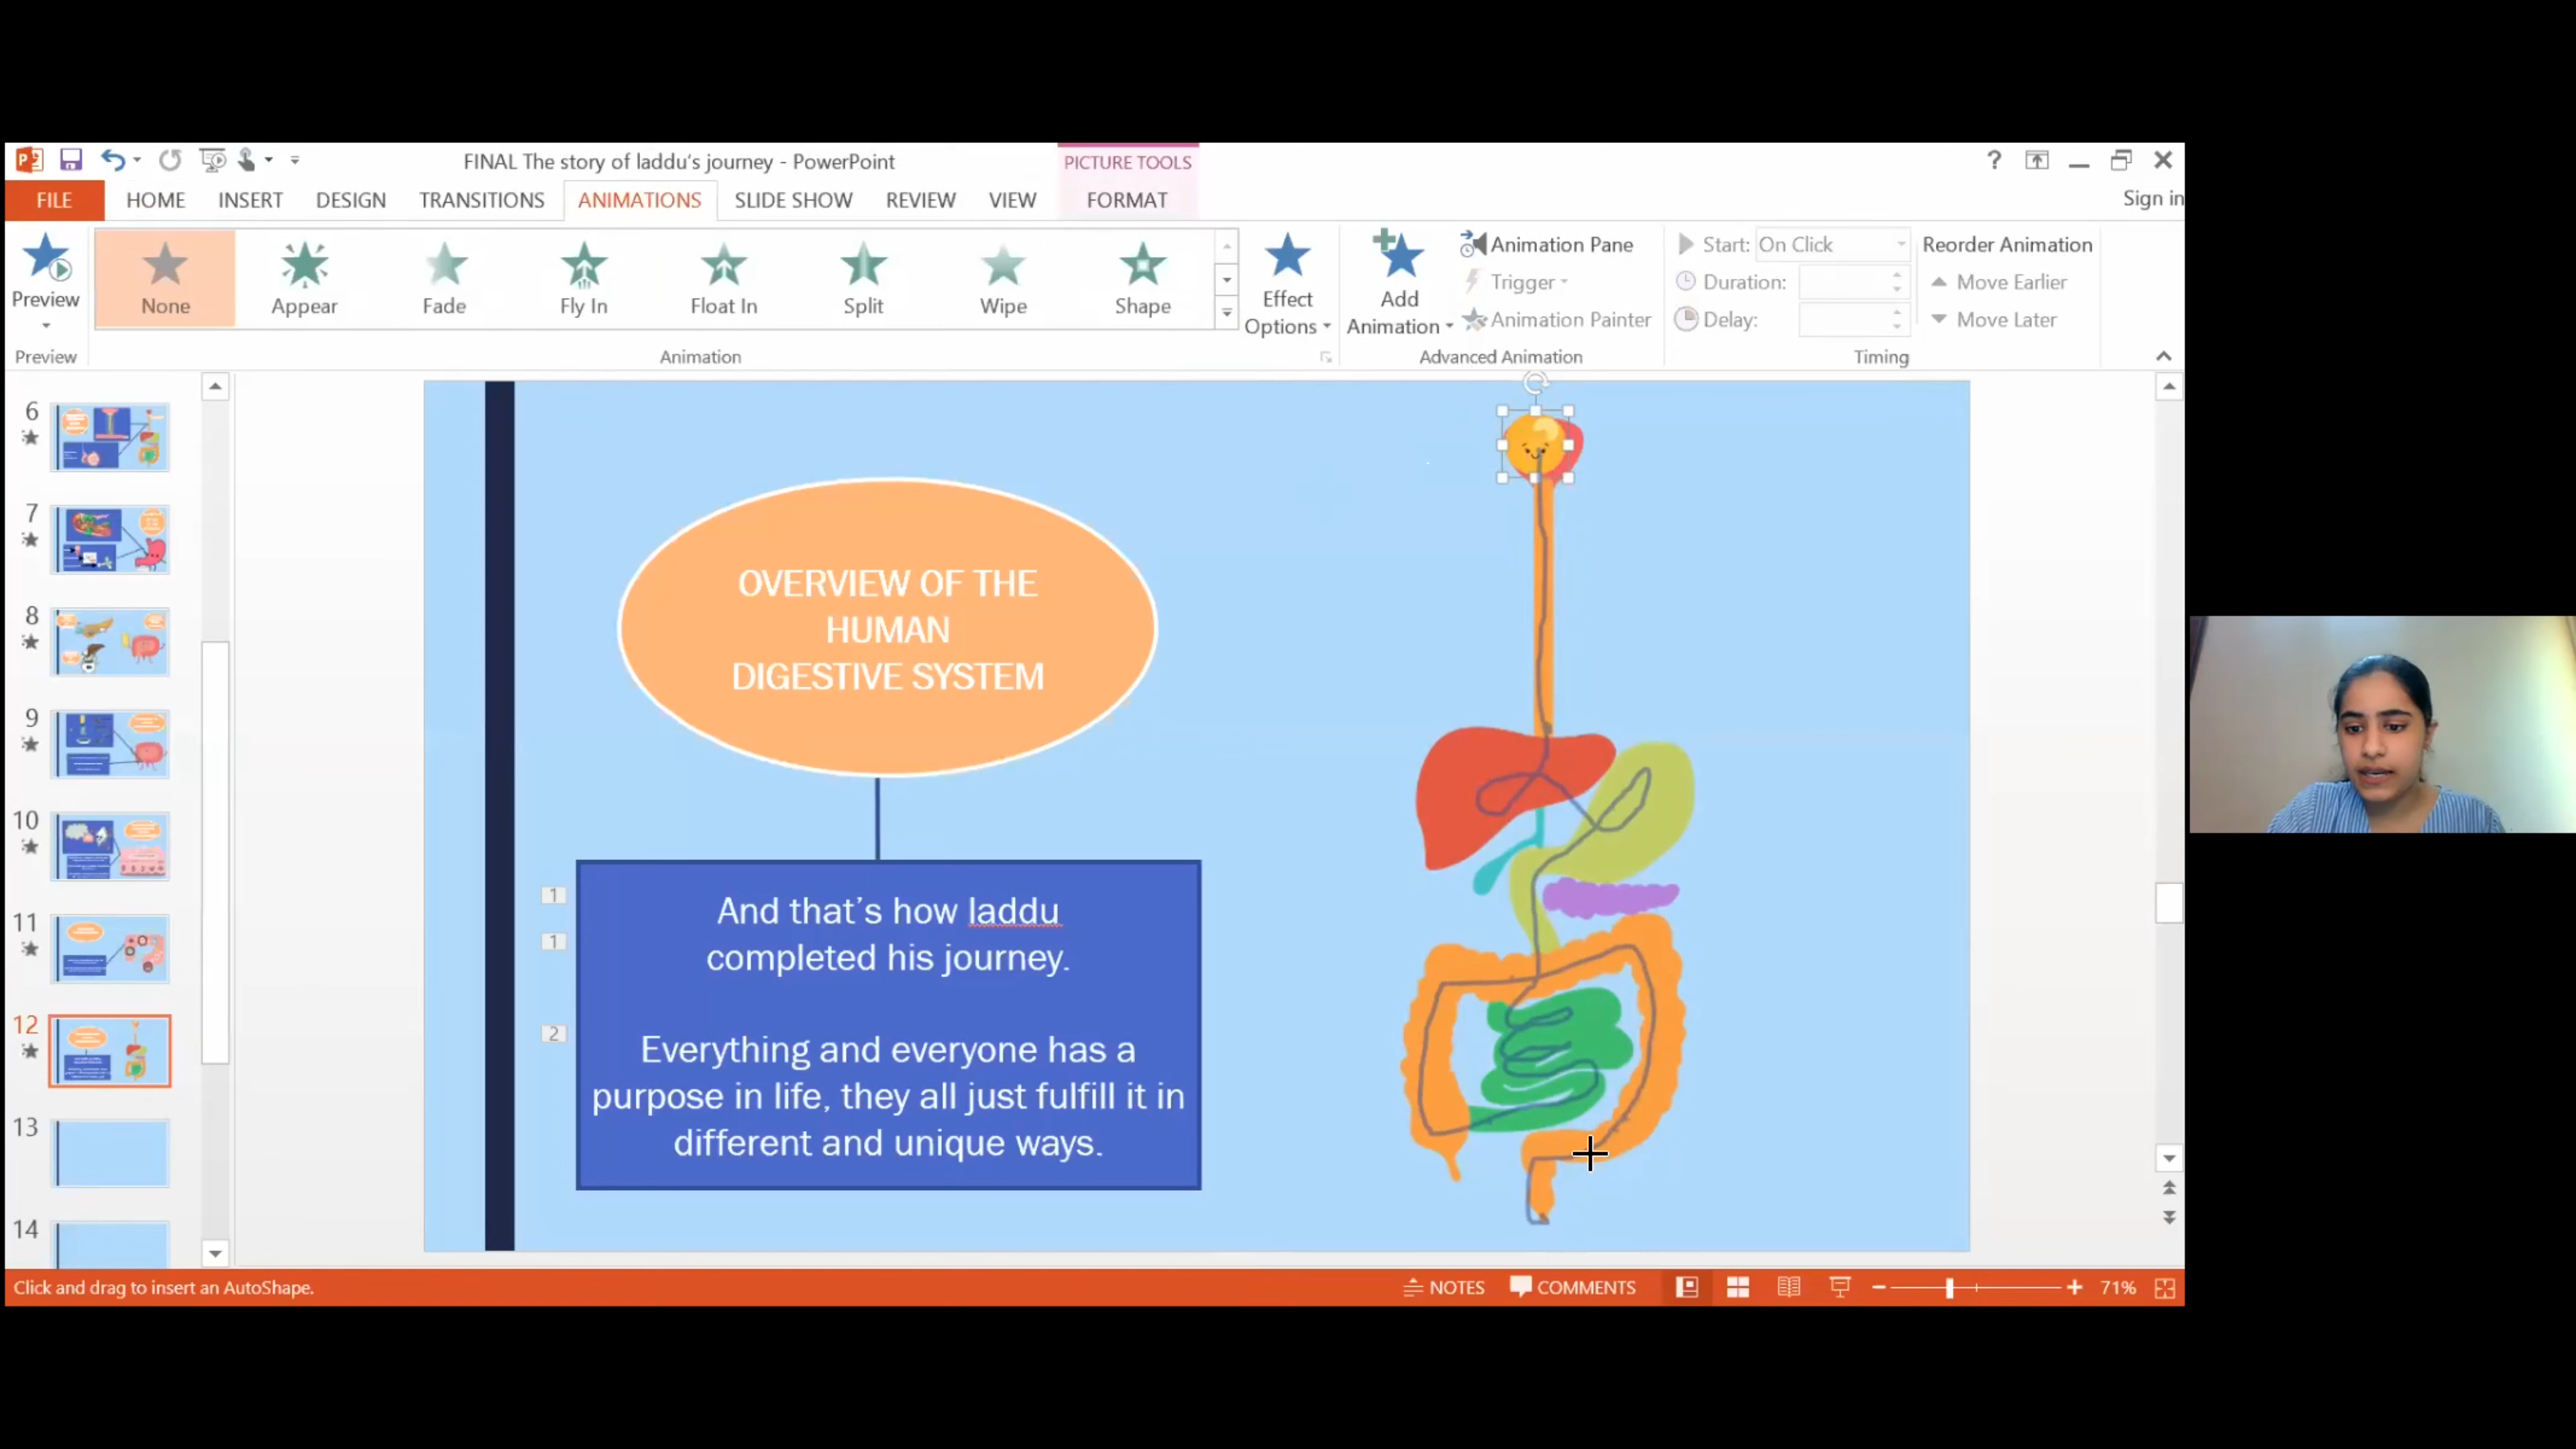 FINAL The story of laddu's journey - PowerPoint
PICTURE TOOLS
Sign in
FILE
HOME
INSERT
DESIGN
TRANSITIONS
ANIMATIONS
SLIDE SHOW
REVIEW
VIEW
FORMAT
Preview
None
Appear
Fade
Fly In
Float In
Split
Wipe
Shape
Effect
Options
Add
Animation
Animation Pane
Trigger
Animation Painter
Start: On Click
Duration:
Delay:
Reorder Animation
Move Earlier
Move Later
Preview
Animation
Advanced Animation
Timing
6
7
8
9
10
11
12
13
14
OVERVIEW OF THE
HUMAN
DIGESTIVE SYSTEM
1
1
2
And that's how laddu
completed his journey.
Everything and everyone has a
purpose in life, they all just fulfill it in
different and unique ways.
Click and drag to insert an AutoShape.
NOTES
COMMENTS
71%